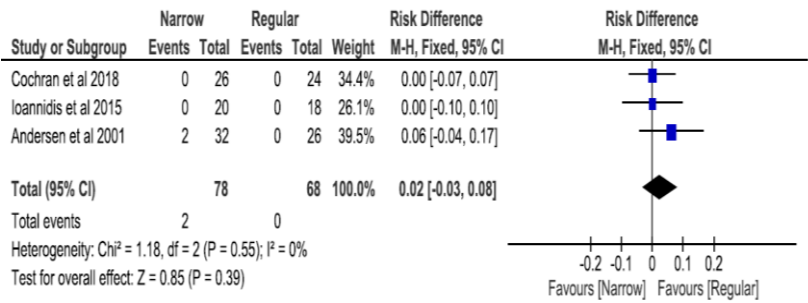 Narrow Regular Risk Difference Risk Difference
Study or Subgroup Events Total Events Total Weight M-H, Fixed, 95% CI M-H, Fixed, 95% CI
Cochran et al 2018 0 26 0 24 34.4% 0.00 [-0.07, 0.07]
Ioannidis et al 2015 0 20 0 18 26.1% 0.00 [-0.10, 0.10]
Andersen et al 2001 2 32 0 26 39.5% 0.06 [-0.04, 0.17]
Total (95% CI) 78 68 100.0% 0.02 [-0.03, 0.08]
Total events 2 0
Heterogeneity: Chi² = 1.18, df = 2 (P = 0.55); I² = 0%
Test for overall effect: Z = 0.85 (P = 0.39)
-0.2 -0.1 0 0.1 0.2
Favours [Narrow] Favours [Regular]